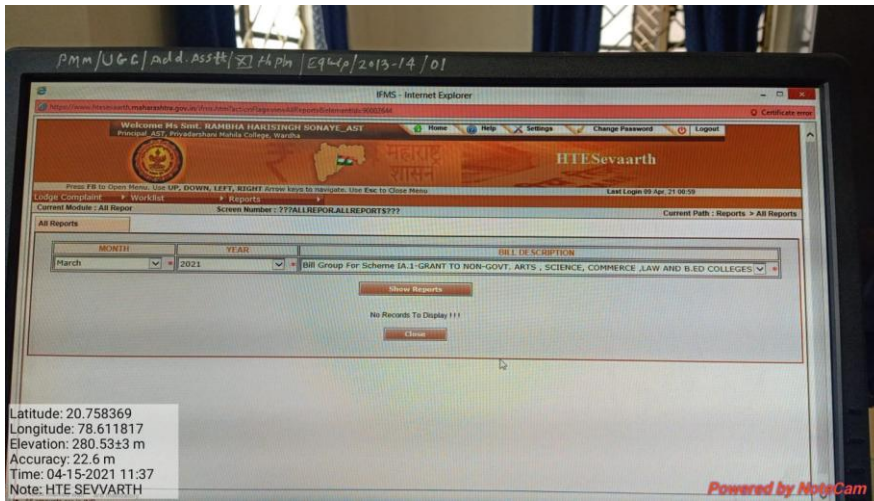 PMM/UGC/Add.Asstt/XI th pln/Equip/2013-14/01
IFMS - Internet Explorer
Certificate error
Welcome Ms Smt. RAMBHA HARISINGH SONAYE_AST
Principal_AST, Priyadarshani Mahila College, Wardha
Home Help Settings Change Password Logout
महाराष्ट्र
शासन
HTESevaarth
Press F8 to Open Menu. Use UP, DOWN, LEFT, RIGHT Arrow keys to navigate. Use Esc to Close Menu
Last Login 09 Apr, 21 00:59
Lodge Complaint Worklist Reports
Current Module : All Repor Screen Number : ???ALLREPOR.ALLREPORTS??? Current Path : Reports > All Reports
All Reports
MONTH YEAR BILL DESCRIPTION
March * 2021 * Bill Group For Scheme IA.1-GRANT TO NON-GOVT. ARTS , SCIENCE, COMMERCE ,LAW AND B.ED COLLEGES *
Show Reports
No Records To Display !!!
Close
Latitude: 20.758369
Longitude: 78.611817
Elevation: 280.53±3 m
Accuracy: 22.6 m
Time: 04-15-2021 11:37
Note: HTE SEVVARTH
Powered by NoteCam